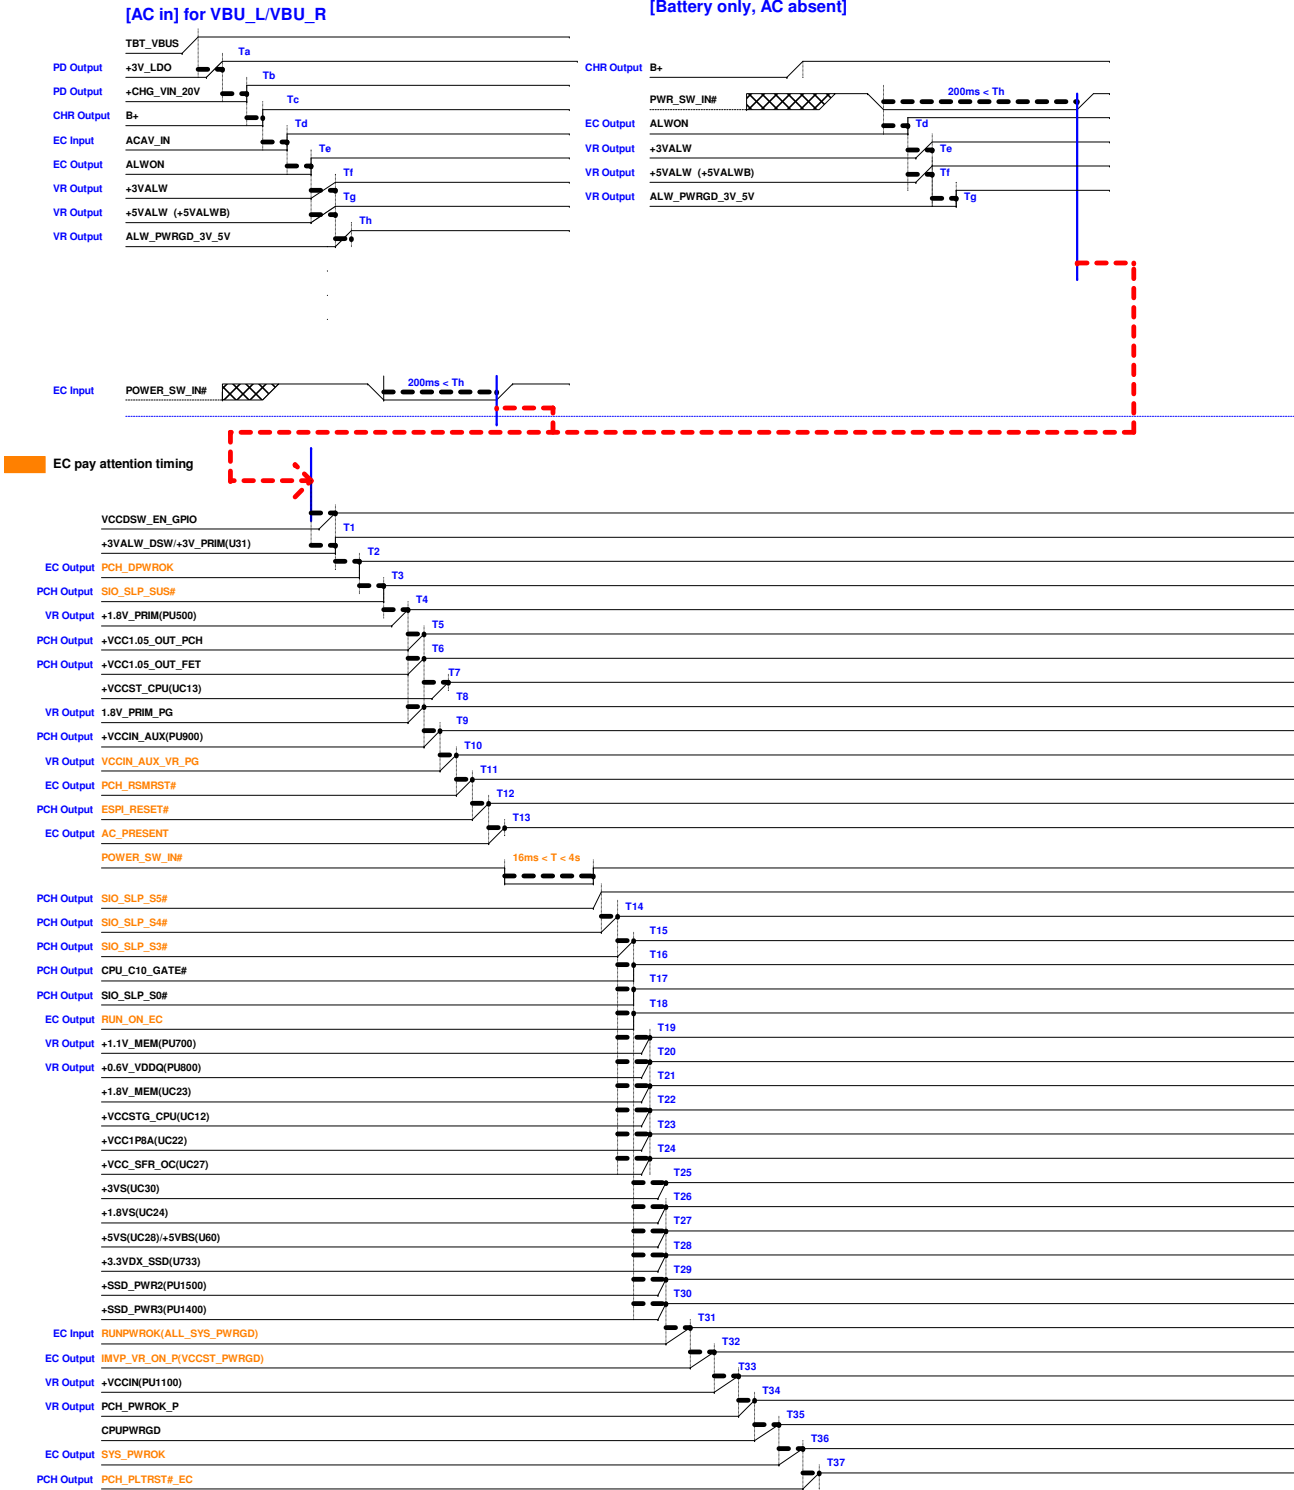 [AC in] for VBU_L/VBU_R
[Battery only, AC absent]
TBT_VBUS
Ta
PD Output +3V_LDO
Tb
PD Output +CHG_VIN_20V
Tc
CHR Output B+
Td
EC Input ACAV_IN
Te
EC Output ALWON
Tf
VR Output +3VALW
Tg
VR Output +5VALW (+5VALWB)
Th
VR Output ALW_PWRGD_3V_5V
CHR Output B+
PWR_SW_IN# 200ms < Th
EC Output ALWON Td
VR Output +3VALW Te
VR Output +5VALW (+5VALWB) Tf
VR Output ALW_PWRGD_3V_5V Tg
EC Input POWER_SW_IN# 200ms < Th
EC pay attention timing
VCCDSW_EN_GPIO
T1
+3VALW_DSW/+3V_PRIM(U31)
T2
EC Output PCH_DPWROK
T3
PCH Output SIO_SLP_SUS#
T4
VR Output +1.8V_PRIM(PU500)
T5
PCH Output +VCC1.05_OUT_PCH
T6
PCH Output +VCC1.05_OUT_FET
T7
+VCCST_CPU(UC13)
T8
VR Output 1.8V_PRIM_PG
T9
PCH Output +VCCIN_AUX(PU900)
T10
VR Output VCCIN_AUX_VR_PG
T11
EC Output PCH_RSMRST#
T12
PCH Output ESPI_RESET#
T13
EC Output AC_PRESENT
POWER_SW_IN# 16ms < T < 4s
PCH Output SIO_SLP_S5#
T14
PCH Output SIO_SLP_S4#
T15
PCH Output SIO_SLP_S3#
T16
PCH Output CPU_C10_GATE#
T17
PCH Output SIO_SLP_S0#
T18
EC Output RUN_ON_EC
T19
VR Output +1.1V_MEM(PU700)
T20
VR Output +0.6V_VDDQ(PU800)
T21
+1.8V_MEM(UC23)
T22
+VCCSTG_CPU(UC12)
T23
+VCC1P8A(UC22)
T24
+VCC_SFR_OC(UC27)
T25
+3VS(UC30)
T26
+1.8VS(UC24)
T27
+5VS(UC28)/+5VBS(U60)
T28
+3.3VDX_SSD(U733)
T29
+SSD_PWR2(PU1500)
T30
+SSD_PWR3(PU1400)
T31
EC Input RUNPWROK(ALL_SYS_PWRGD)
T32
EC Output IMVP_VR_ON_P(VCCST_PWRGD)
T33
VR Output +VCCIN(PU1100)
T34
VR Output PCH_PWROK_P
T35
CPUPWRGD
T36
EC Output SYS_PWROK
T37
PCH Output PCH_PLTRST#_EC